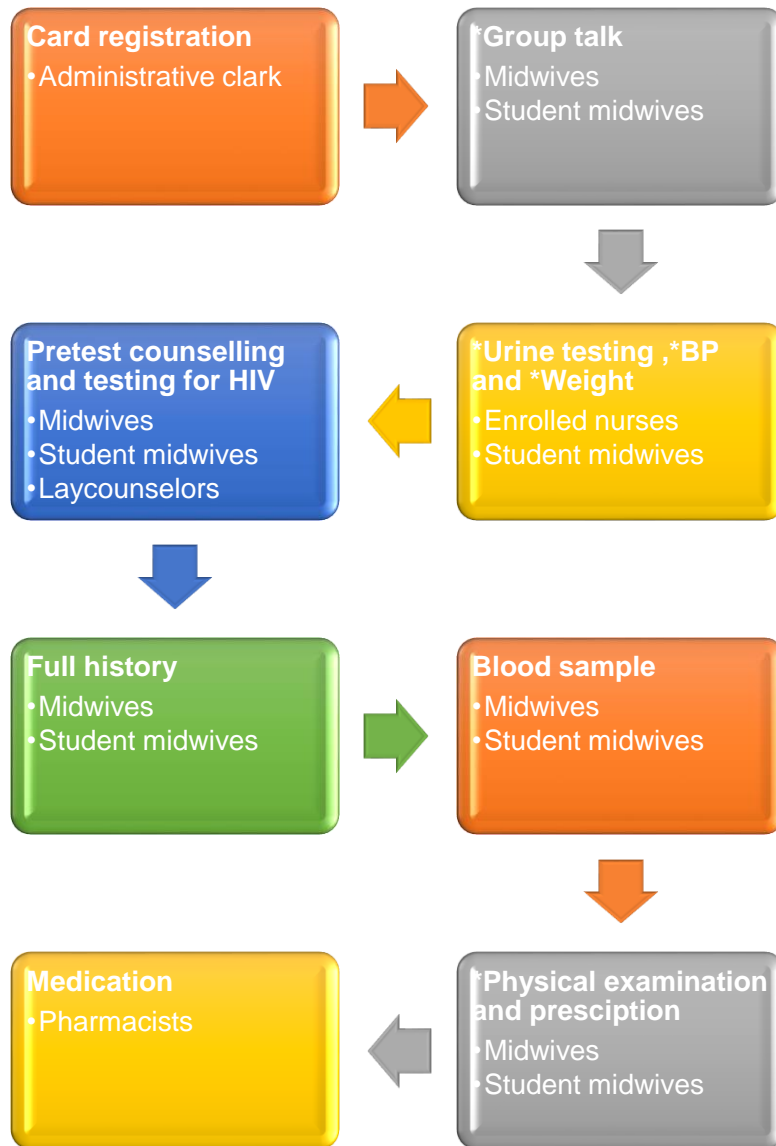 Card registration
•Administrative clark
*Group talk
•Midwives
•Student midwives
*Urine testing ,*BP
and *Weight
•Enrolled nurses
•Student midwives
Pretest counselling
and testing for HIV
•Midwives
•Student midwives
•Laycounselors
Full history
•Midwives
•Student midwives
Blood sample
•Midwives
•Student midwives
*Physical examination
and presciption
•Midwives
•Student midwives
Medication
•Pharmacists